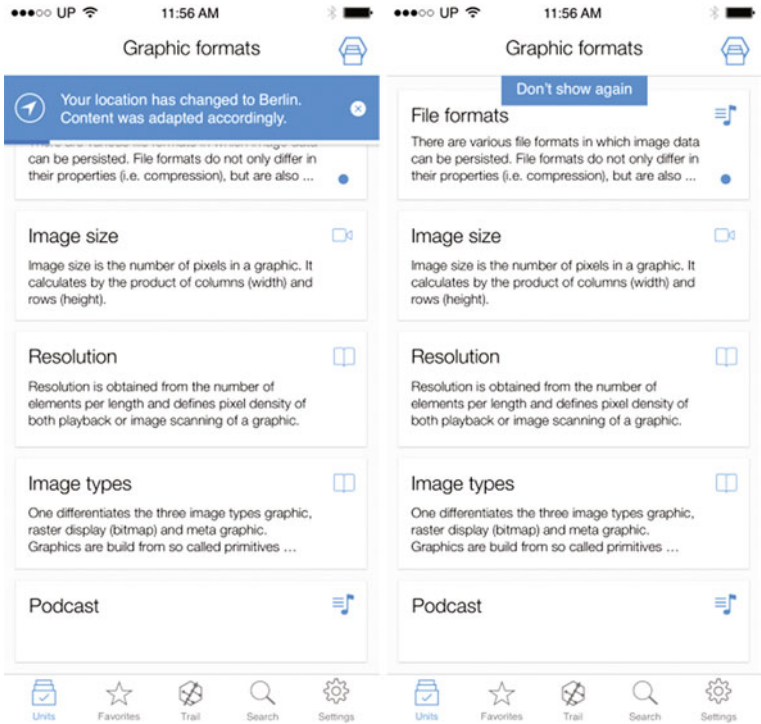 UP 11:56 AM
Graphic formats
Your location has changed to Berlin.
Content was adapted accordingly.
There are various file formats in which image data
can be persisted. File formats do not only differ in
their properties (i.e. compression), but are also ...
Image size
Image size is the number of pixels in a graphic. It
calculates by the product of columns (width) and
rows (height).
Resolution
Resolution is obtained from the number of
elements per length and defines pixel density of
both playback or image scanning of a graphic.
Image types
One differentiates the three image types graphic,
raster display (bitmap) and meta graphic.
Graphics are build from so called primitives ...
Podcast
Units Favorites Trail Search Settings
UP 11:56 AM
Graphic formats
Don't show again
File formats
There are various file formats in which image data
can be persisted. File formats do not only differ in
their properties (i.e. compression), but are also ...
Image size
Image size is the number of pixels in a graphic. It
calculates by the product of columns (width) and
rows (height).
Resolution
Resolution is obtained from the number of
elements per length and defines pixel density of
both playback or image scanning of a graphic.
Image types
One differentiates the three image types graphic,
raster display (bitmap) and meta graphic.
Graphics are build from so called primitives ...
Podcast
Units Favorites Trail Search Settings